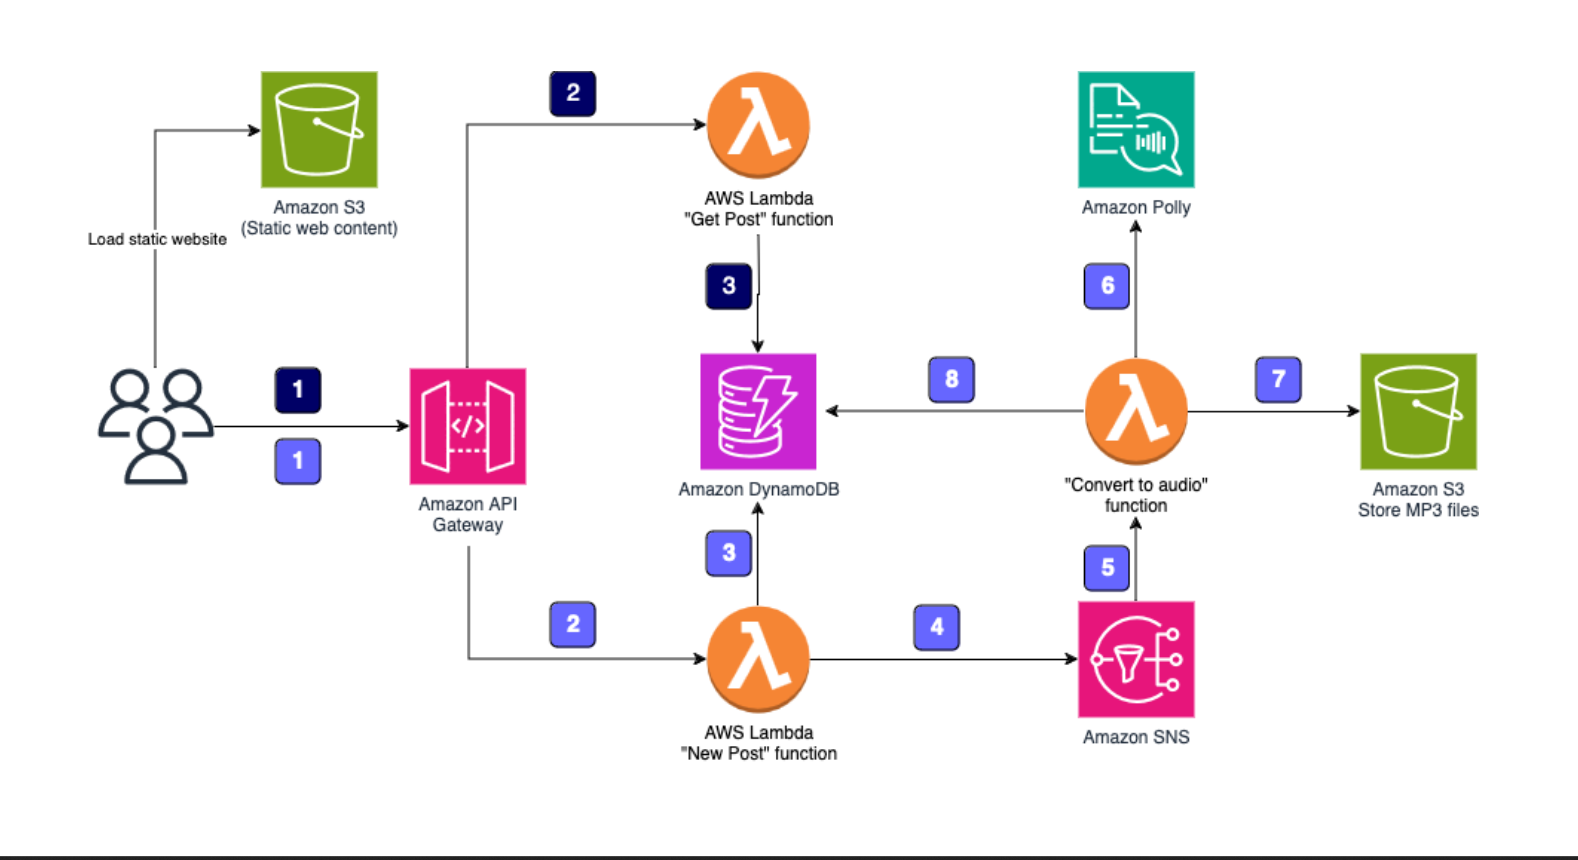 2
AWS Lambda
"Get Post" function
Amazon S3
(Static web content)
Amazon Polly
Load static website
3
6
1
1
</>
Amazon API
Gateway
8
7
Amazon DynamoDB
"Convert to audio"
function
Amazon S3
Store MP3 files
3
5
2
4
AWS Lambda
"New Post" function
Amazon SNS